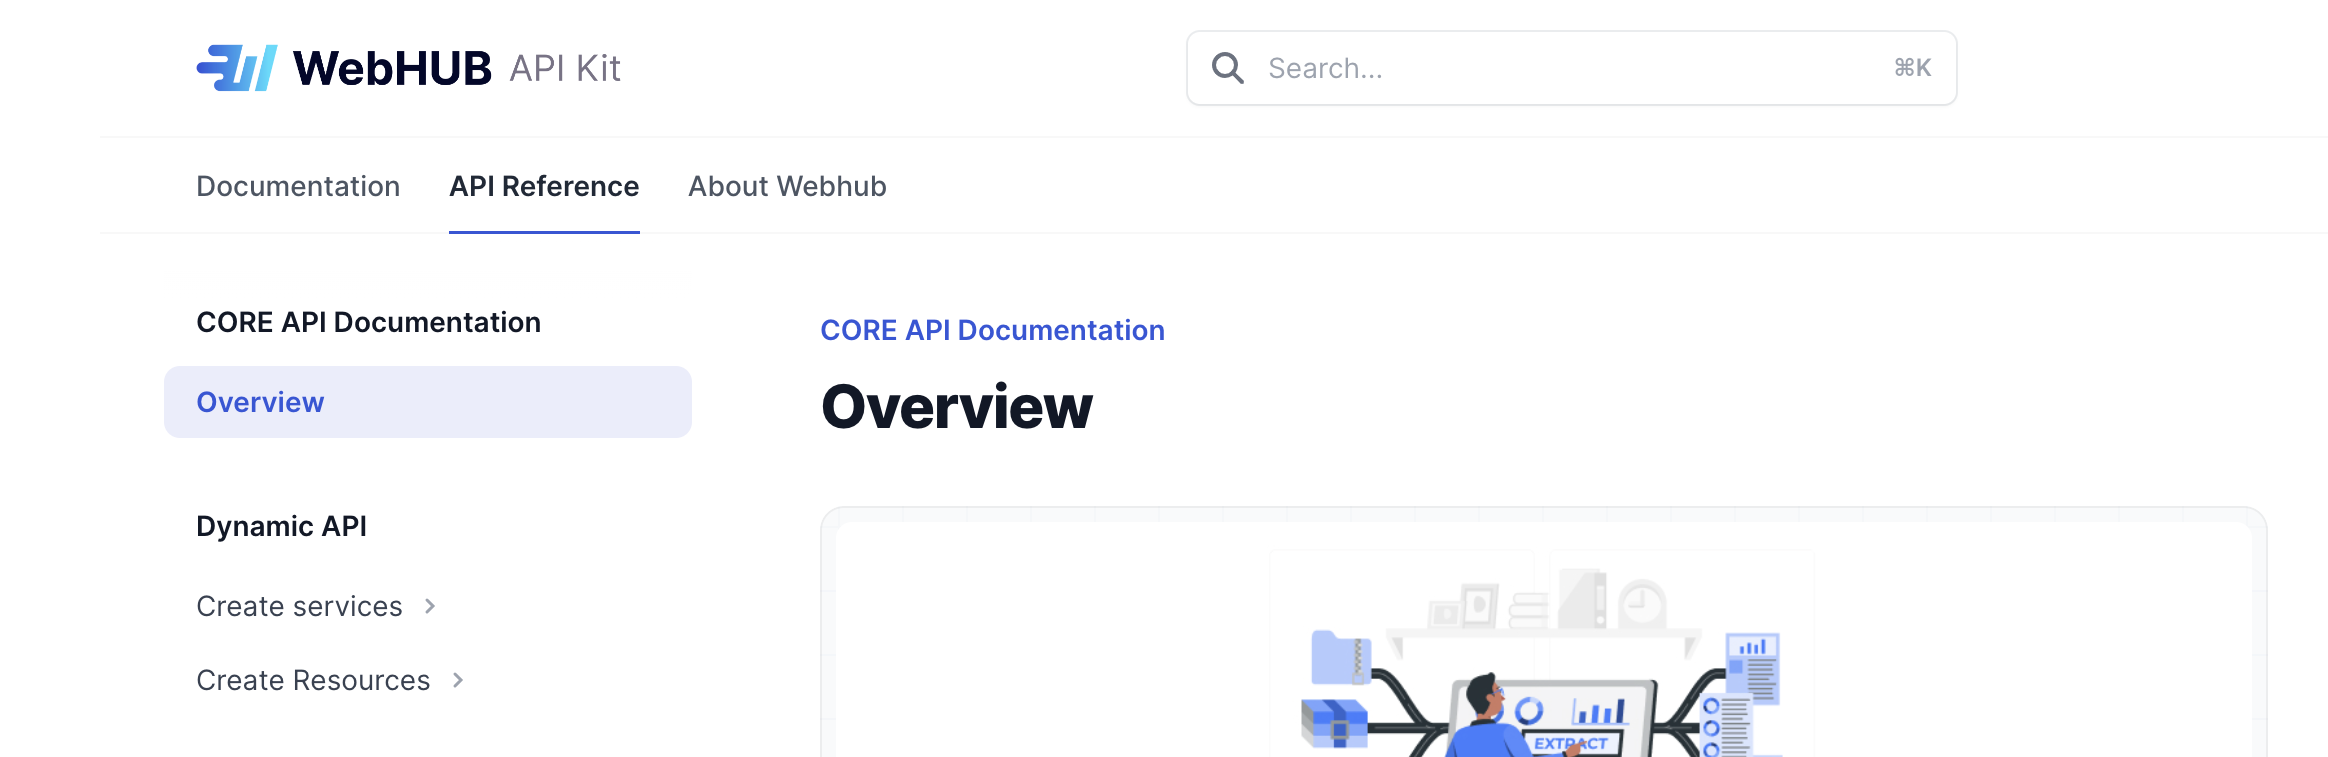 WebHUB API Kit
Search...
⌘K
Documentation
API Reference
About Webhub
CORE API Documentation
Overview
Dynamic API
Create services
Create Resources
CORE API Documentation
Overview
EXTRACT